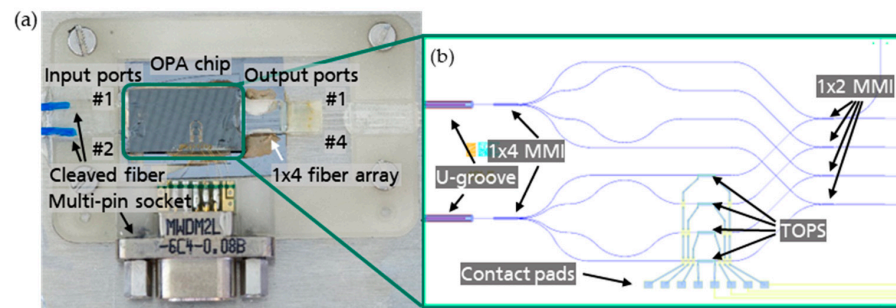 (a)
OPA chip
Input ports
Output ports
#1
#1
#2
#4
Cleaved fiber
1x4 fiber array
Multi-pin socket
MWDM2L
-6C4-0.08B
(b)
1x2 MMI
1x4 MMI
U-groove
TOPS
Contact pads